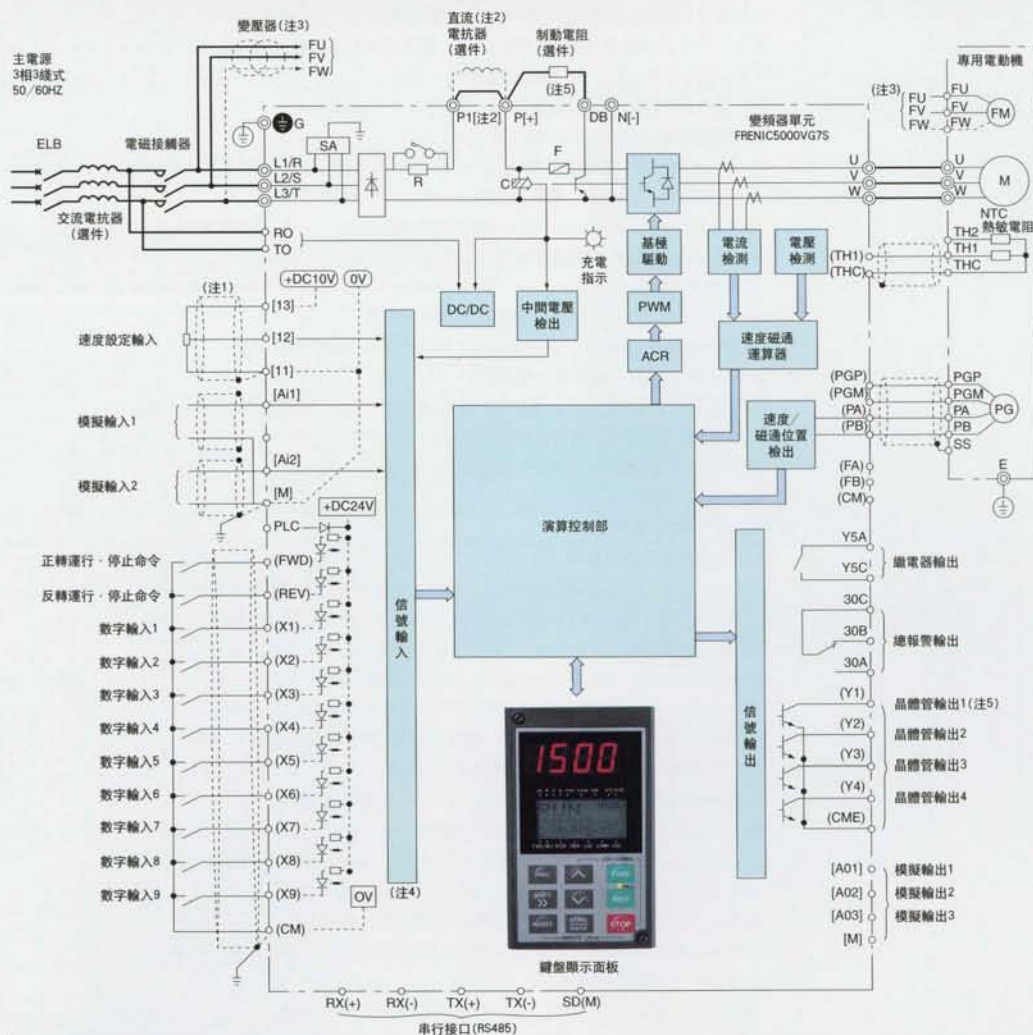 變壓器(注3)
FU
FV
FW
主電源
3相3綫式
50/60HZ
直流(注2)
電抗器
(選件)
制動電阻
(選件)
(注5)
專用電動機
(注3)
FU
FV
FW
FU
FV
FW
FM
ELB
電磁接觸器
G
P1[注2]
P[+]
DB
N[-]
變頻器單元
FRENIC5000VG7S
SA
L1/R
L2/S
L3/T
R
F
C
U
V
W
U
V
W
M
交流電抗器
(選件)
RO
TO
充電
指示
基極
驅動
電流
檢測
電壓
檢測
NTC
熱敏電阻
TH2
TH1
THC
(TH1)
(THC)
(注1)
+DC10V
0V
DC/DC
中間電壓
檢出
PWM
ACR
速度磁通
運算器
[13]
速度設定輸入
[12]
[11]
[Ai1]
模擬輸入1
[Ai2]
模擬輸入2
[M]
(PGP)
(PGM)
(PA)
(PB)
PGP
PGM
PA
PB
SS
PG
速度/
磁通位置
檢出
(FA)
(FB)
(CM)
E
PLC
+DC24V
演算控制部
正轉運行·停止命令
(FWD)
反轉運行·停止命令
(REV)
數字輸入1
(X1)
數字輸入2
(X2)
數字輸入3
(X3)
數字輸入4
(X4)
數字輸入5
(X5)
數字輸入6
(X6)
數字輸入7
(X7)
數字輸入8
(X8)
數字輸入9
(X9)
(CM)
0V
信號輸入
(注4)
信號輸出
Y5A
Y5C
繼電器輸出
30C
30B
30A
總報警輸出
(Y1)
晶體管輸出1(注5)
(Y2)
晶體管輸出2
(Y3)
晶體管輸出3
(Y4)
晶體管輸出4
(CME)
[A01]
模擬輸出1
[A02]
模擬輸出2
[A03]
模擬輸出3
[M]
1500
RUN
STOP
鍵盤顯示面板
RX(+)
RX(-)
TX(+)
TX(-)
SD(M)
串行接口(RS485)